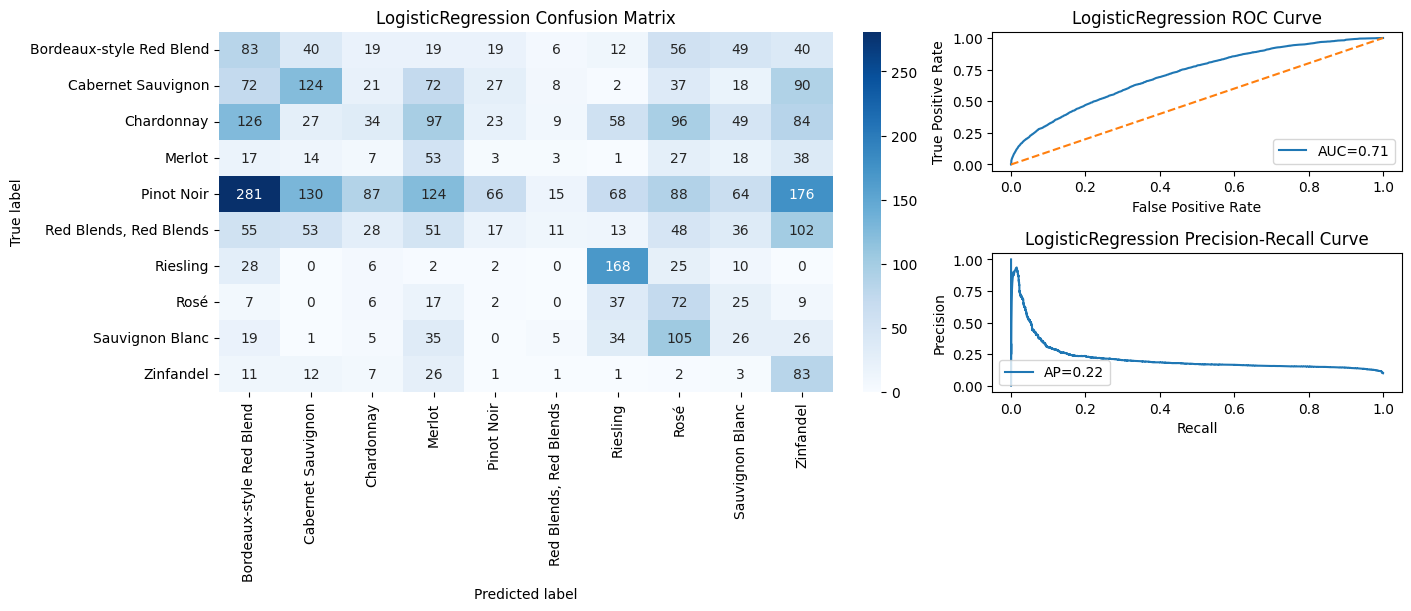 LogisticRegression Confusion Matrix
True label
Bordeaux-style Red Blend 83 40 19 19 19 6 12 56 49 40
Cabernet Sauvignon 72 124 21 72 27 8 2 37 18 90
Chardonnay 126 27 34 97 23 9 58 96 49 84
Merlot 17 14 7 53 3 3 1 27 18 38
Pinot Noir 281 130 87 124 66 15 68 88 64 176
Red Blends, Red Blends 55 53 28 51 17 11 13 48 36 102
Riesling 28 0 6 2 2 0 168 25 10 0
Rosé 7 0 6 17 2 0 37 72 25 9
Sauvignon Blanc 19 1 5 35 0 5 34 105 26 26
Zinfandel 11 12 7 26 1 1 1 2 3 83
Bordeaux-style Red Blend
Cabernet Sauvignon
Chardonnay
Merlot
Pinot Noir
Red Blends, Red Blends
Riesling
Rosé
Sauvignon Blanc
Zinfandel
Predicted label
250
200
150
100
50
0
LogisticRegression ROC Curve
True Positive Rate
1.00
0.75
0.50
0.25
0.00
AUC=0.71
0.0 0.2 0.4 0.6 0.8 1.0
False Positive Rate
LogisticRegression Precision-Recall Curve
Precision
1.00
0.75
0.50
0.25
0.00
AP=0.22
0.0 0.2 0.4 0.6 0.8 1.0
Recall